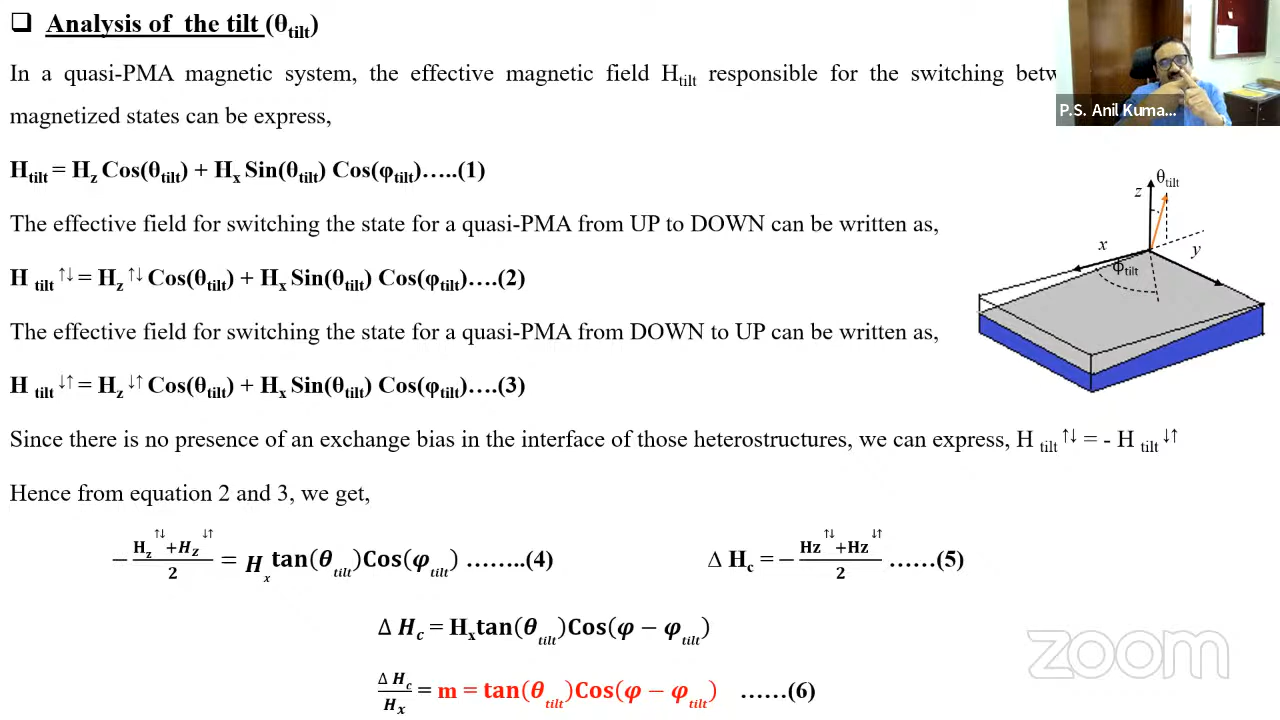 ❑ Analysis of the tilt (θtilt)
In a quasi-PMA magnetic system, the effective magnetic field Htilt responsible for the switching
P.S. Anil Kuma...
magnetized states can be express,
Htilt = Hz Cos(θtilt) + Hx Sin(θtilt) Cos(φtilt)…..(1)
θtilt
z
The effective field for switching the state for a quasi-PMA from UP to DOWN can be written as,
x
y
ϕtilt
H tilt ↑↓ = Hz ↑↓ Cos(θtilt) + Hx Sin(θtilt) Cos(φtilt)….(2)
The effective field for switching the state for a quasi-PMA from DOWN to UP can be written as,
H tilt ↓↑ = Hz ↓↑ Cos(θtilt) + Hx Sin(θtilt) Cos(φtilt)….(3)
Since there is no presence of an exchange bias in the interface of those heterostructures, we can express, H tilt ↑↓ = - H tilt ↓↑
Hence from equation 2 and 3, we get,
− (Hz ↑↓ + Hz ↓↑)/2 = Hx tan(θtilt)Cos(φtilt) ……..(4)
Δ Hc = − (Hz ↑↓ + Hz ↓↑)/2 ……(5)
Δ Hc = Hx tan(θtilt)Cos(φ − φtilt)
zoom
Δ Hc/Hx = m = tan(θtilt)Cos(φ − φtilt) ……(6)